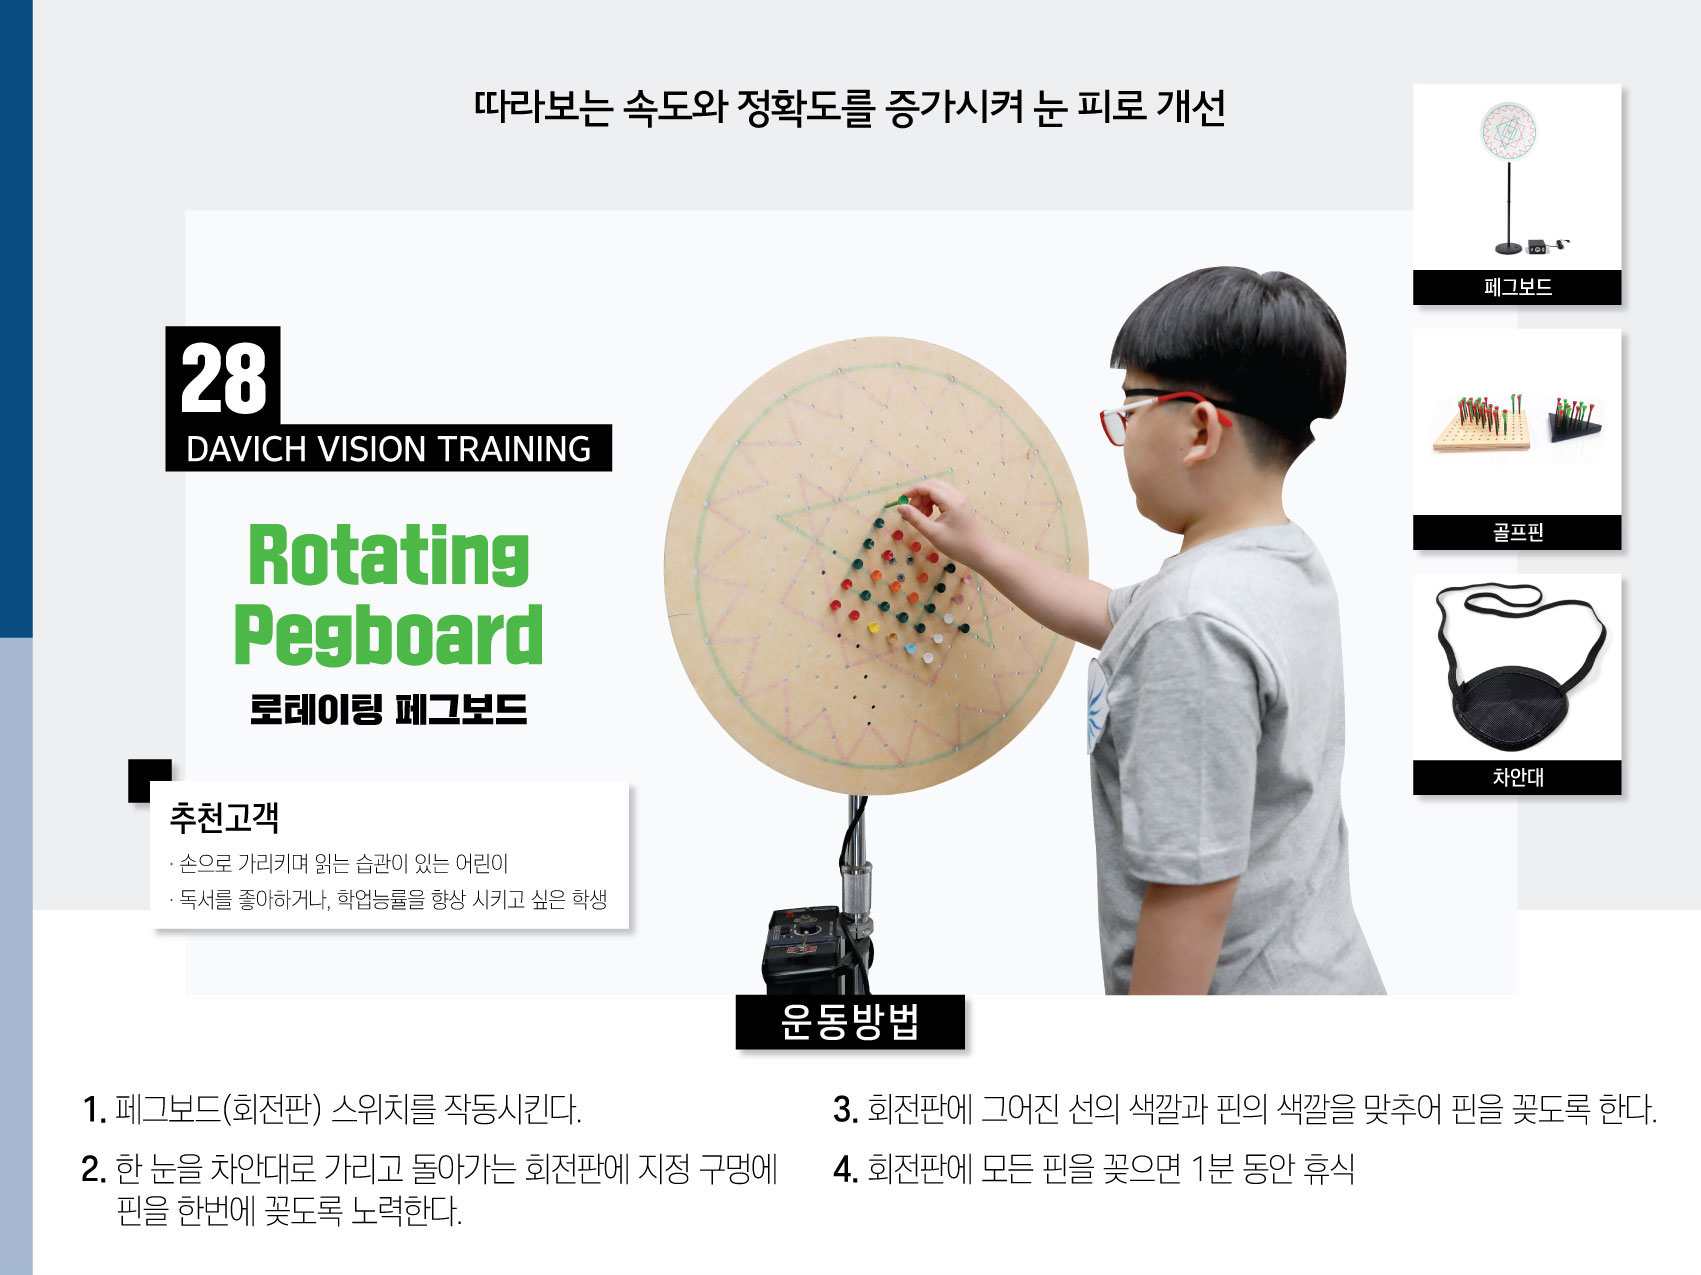 따라보는 속도와 정확도를 증가시켜 눈 피로 개선
28
DAVICH VISION TRAINING
Rotating
Pegboard
로테이팅 페그보드
추천고객
· 손으로 가리키며 읽는 습관이 있는 어린이
· 독서를 좋아하거나, 학업능률을 향상 시키고 싶은 학생
페그보드
골프핀
차안대
운동방법
1. 페그보드(회전판) 스위치를 작동시킨다.
2. 한 눈을 차안대로 가리고 돌아가는 회전판에 지정 구멍에
핀을 한번에 꽂도록 노력한다.
3. 회전판에 그어진 선의 색깔과 핀의 색깔을 맞추어 핀을 꽂도록 한다.
4. 회전판에 모든 핀을 꽂으면 1분 동안 휴식